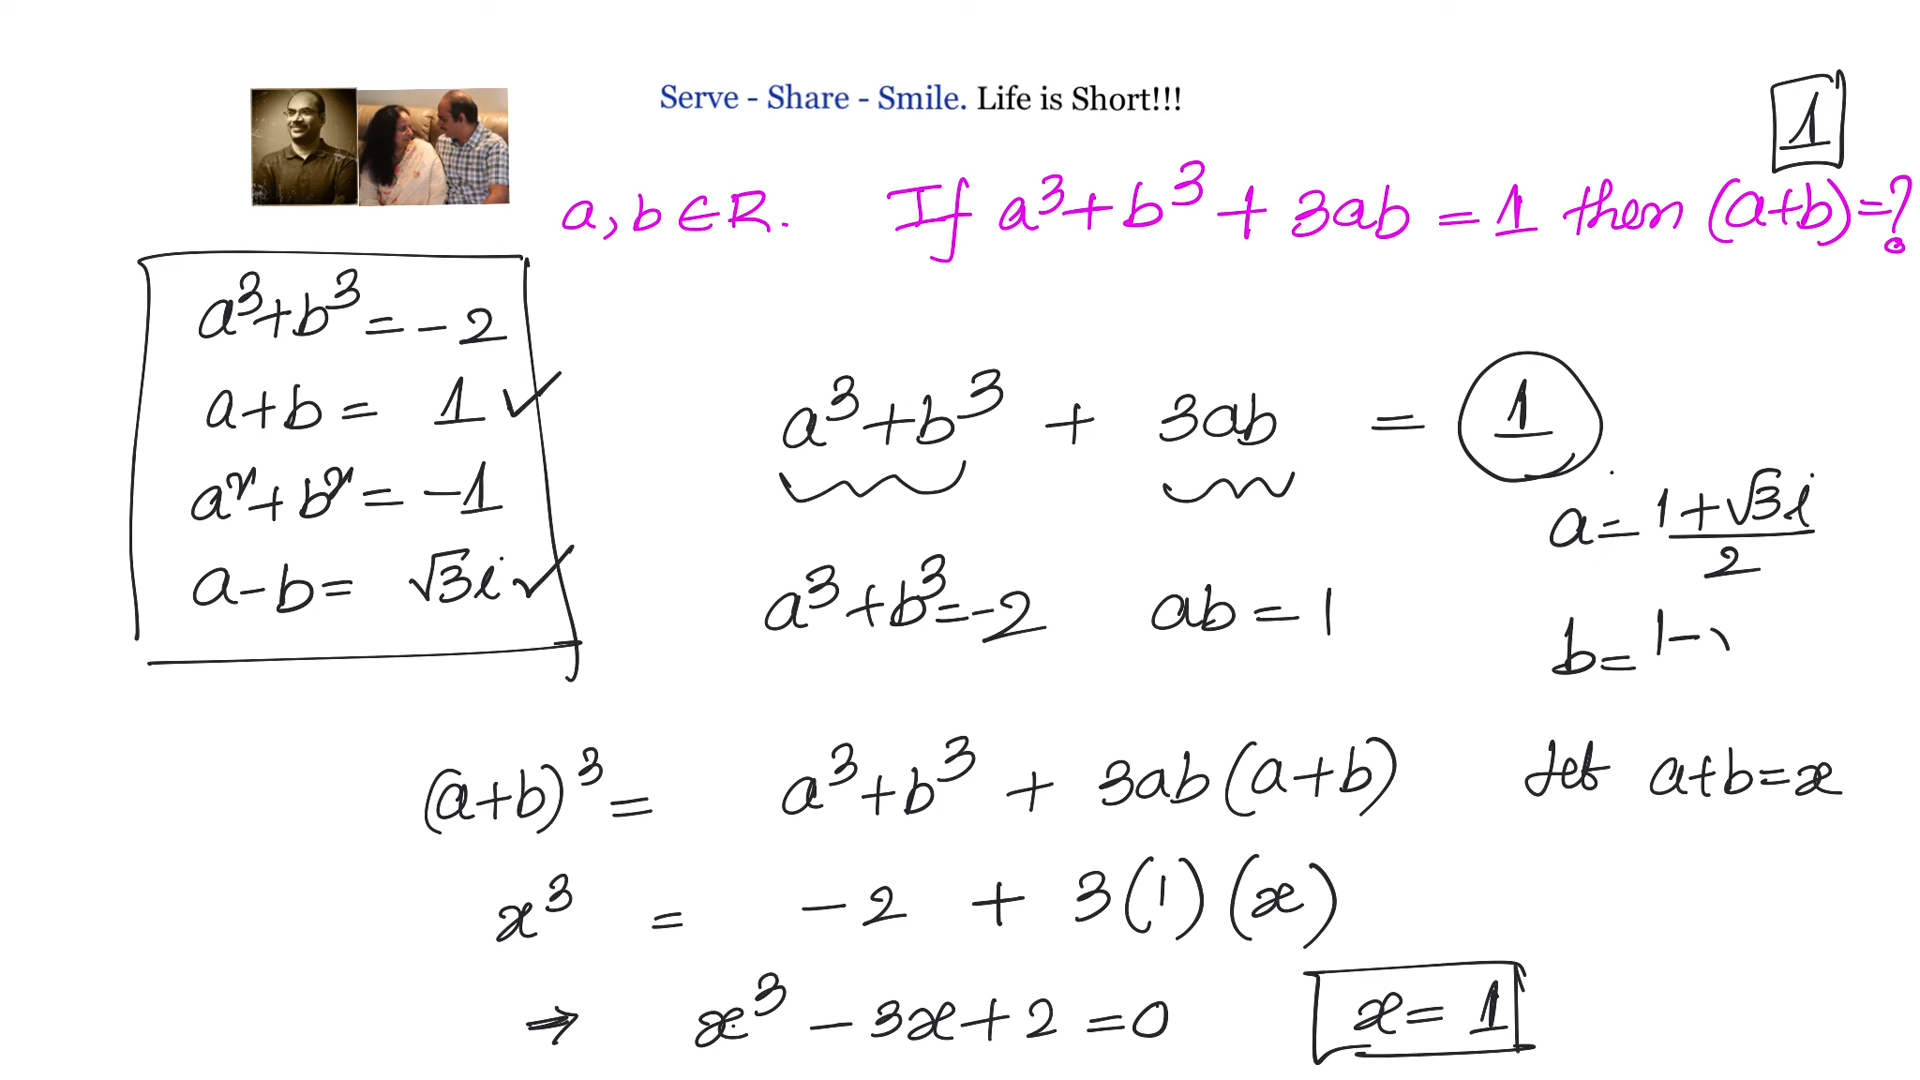 Serve - Share - Smile. Life is Short!!!
1
a, b ∈ R. If a³+b³+3ab = 1 then (a+b)=?
a³+b³ = -2
a+b = 1 ✓
a²+b² = -1
a-b = √3i ✓
a³+b³ + 3ab = 1
a³+b³=-2 ab = 1
a = (1+√3i)/2
b = 1-
(a+b)³ = a³+b³ + 3ab(a+b) Let a+b=x
x³ = -2 + 3(1)(x)
⇒ x³ - 3x+2 =0 x = 1